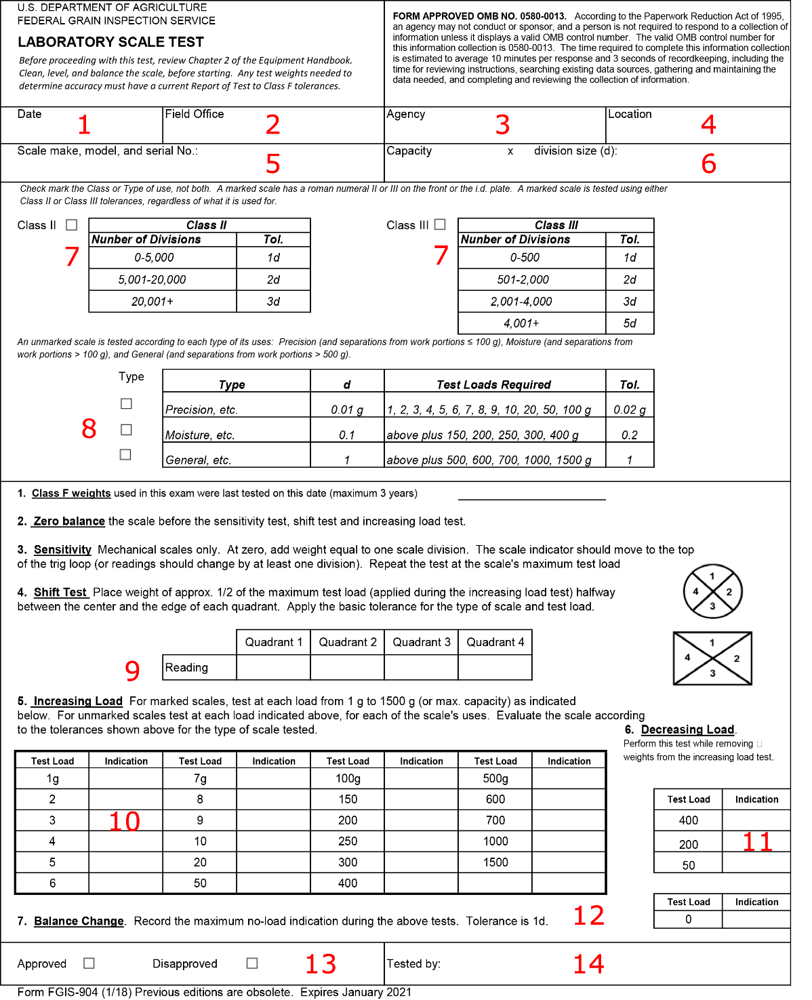 U.S. DEPARTMENT OF AGRICULTURE
FEDERAL GRAIN INSPECTION SERVICE
LABORATORY SCALE TEST
Before proceeding with this test, review Chapter 2 of the Equipment Handbook.
Clean, level, and balance the scale, before starting. Any test weights needed to
determine accuracy must have a current Report of Test to Class F tolerances.
FORM APPROVED OMB NO. 0580-0013. According to the Paperwork Reduction Act of 1995,
an agency may not conduct or sponsor, and a person is not required to respond to a collection of
information unless it displays a valid OMB control number. The valid OMB control number for
this information collection is 0580-0013. The time required to complete this information collection
is estimated to average 10 minutes per response and 3 seconds of recordkeeping, including the
time for reviewing instructions, searching existing data sources, gathering and maintaining the
data needed, and completing and reviewing the collection of information.
Date 1 Field Office 2 Agency 3 Location 4
Scale make, model, and serial No.: 5 Capacity x division size (d): 6
Check mark the Class or Type of use, not both. A marked scale has a roman numeral II or III on the front or the i.d. plate. A marked scale is tested using either
Class II or Class III tolerances, regardless of what it is used for.
Class II 7
Class II
Nunber of Divisions Tol.
0-5,000 1d
5,001-20,000 2d
20,001+ 3d
Class III 7
Class III
Nunber of Divisions Tol.
0-500 1d
501-2,000 2d
2,001-4,000 3d
4,001+ 5d
An unmarked scale is tested according to each type of its uses: Precision (and separations from work portions ≤ 100 g), Moisture (and separations from
work portions > 100 g), and General (and separations from work portions > 500 g).
Type
8
Type d Test Loads Required Tol.
Precision, etc. 0.01 g 1, 2, 3, 4, 5, 6, 7, 8, 9, 10, 20, 50, 100 g 0.02 g
Moisture, etc. 0.1 above plus 150, 200, 250, 300, 400 g 0.2
General, etc. 1 above plus 500, 600, 700, 1000, 1500 g 1
1. Class F weights used in this exam were last tested on this date (maximum 3 years)
2. Zero balance the scale before the sensitivity test, shift test and increasing load test.
3. Sensitivity Mechanical scales only. At zero, add weight equal to one scale division. The scale indicator should move to the top
of the trig loop (or readings should change by at least one division). Repeat the test at the scale's maximum test load
4. Shift Test Place weight of approx. 1/2 of the maximum test load (applied during the increasing load test) halfway
between the center and the edge of each quadrant. Apply the basic tolerance for the type of scale and test load.
1
4 2
3
1
4 2
3
Quadrant 1 Quadrant 2 Quadrant 3 Quadrant 4
9 Reading
5. Increasing Load For marked scales, test at each load from 1 g to 1500 g (or max. capacity) as indicated
below. For unmarked scales test at each load indicated above, for each of the scale's uses. Evaluate the scale according
to the tolerances shown above for the type of scale tested.
Test Load Indication Test Load Indication Test Load Indication Test Load Indication
1g 7g 100g 500g
2 8 150 600
3 10 9 200 700
4 10 250 1000
5 20 300 1500
6 50 400
6. Decreasing Load.
Perform this test while removing
weights from the increasing load test.
Test Load Indication
400
200 11
50
Test Load Indication
0
7. Balance Change. Record the maximum no-load indication during the above tests. Tolerance is 1d. 12
Approved Disapproved 13 Tested by: 14
Form FGIS-904 (1/18) Previous editions are obsolete. Expires January 2021